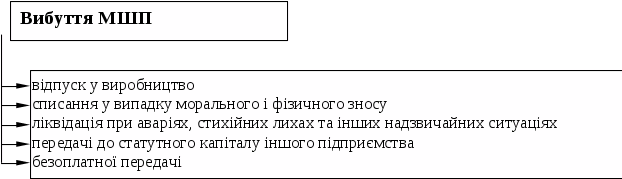 Вибуття МШП
відпуск у виробництво
списання у випадку морального і фізичного зносу
ліквідація при аваріях, стихійних лихах та інших надзвичайних ситуаціях
передачі до статутного капіталу іншого підприємства
безоплатної передачі